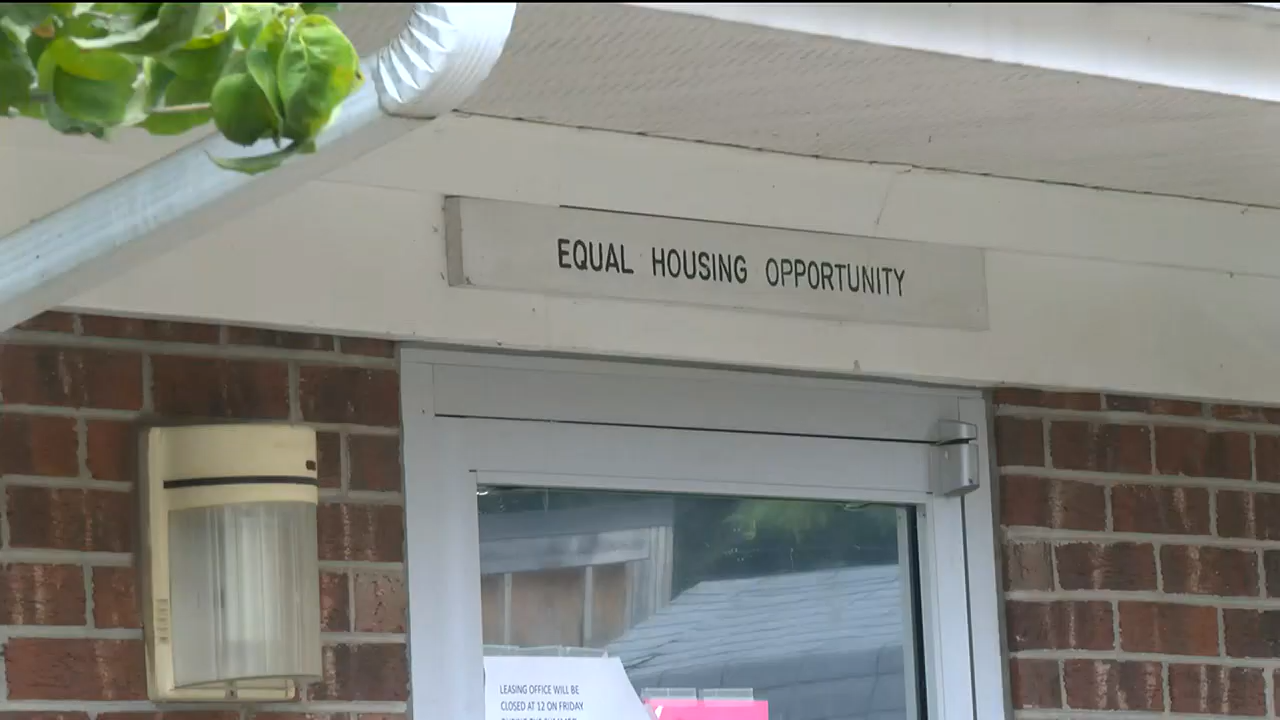 EQUAL HOUSING OPPORTUNITY
LEASING OFFICE WILL BE
CLOSED AT 12 ON FRIDAY